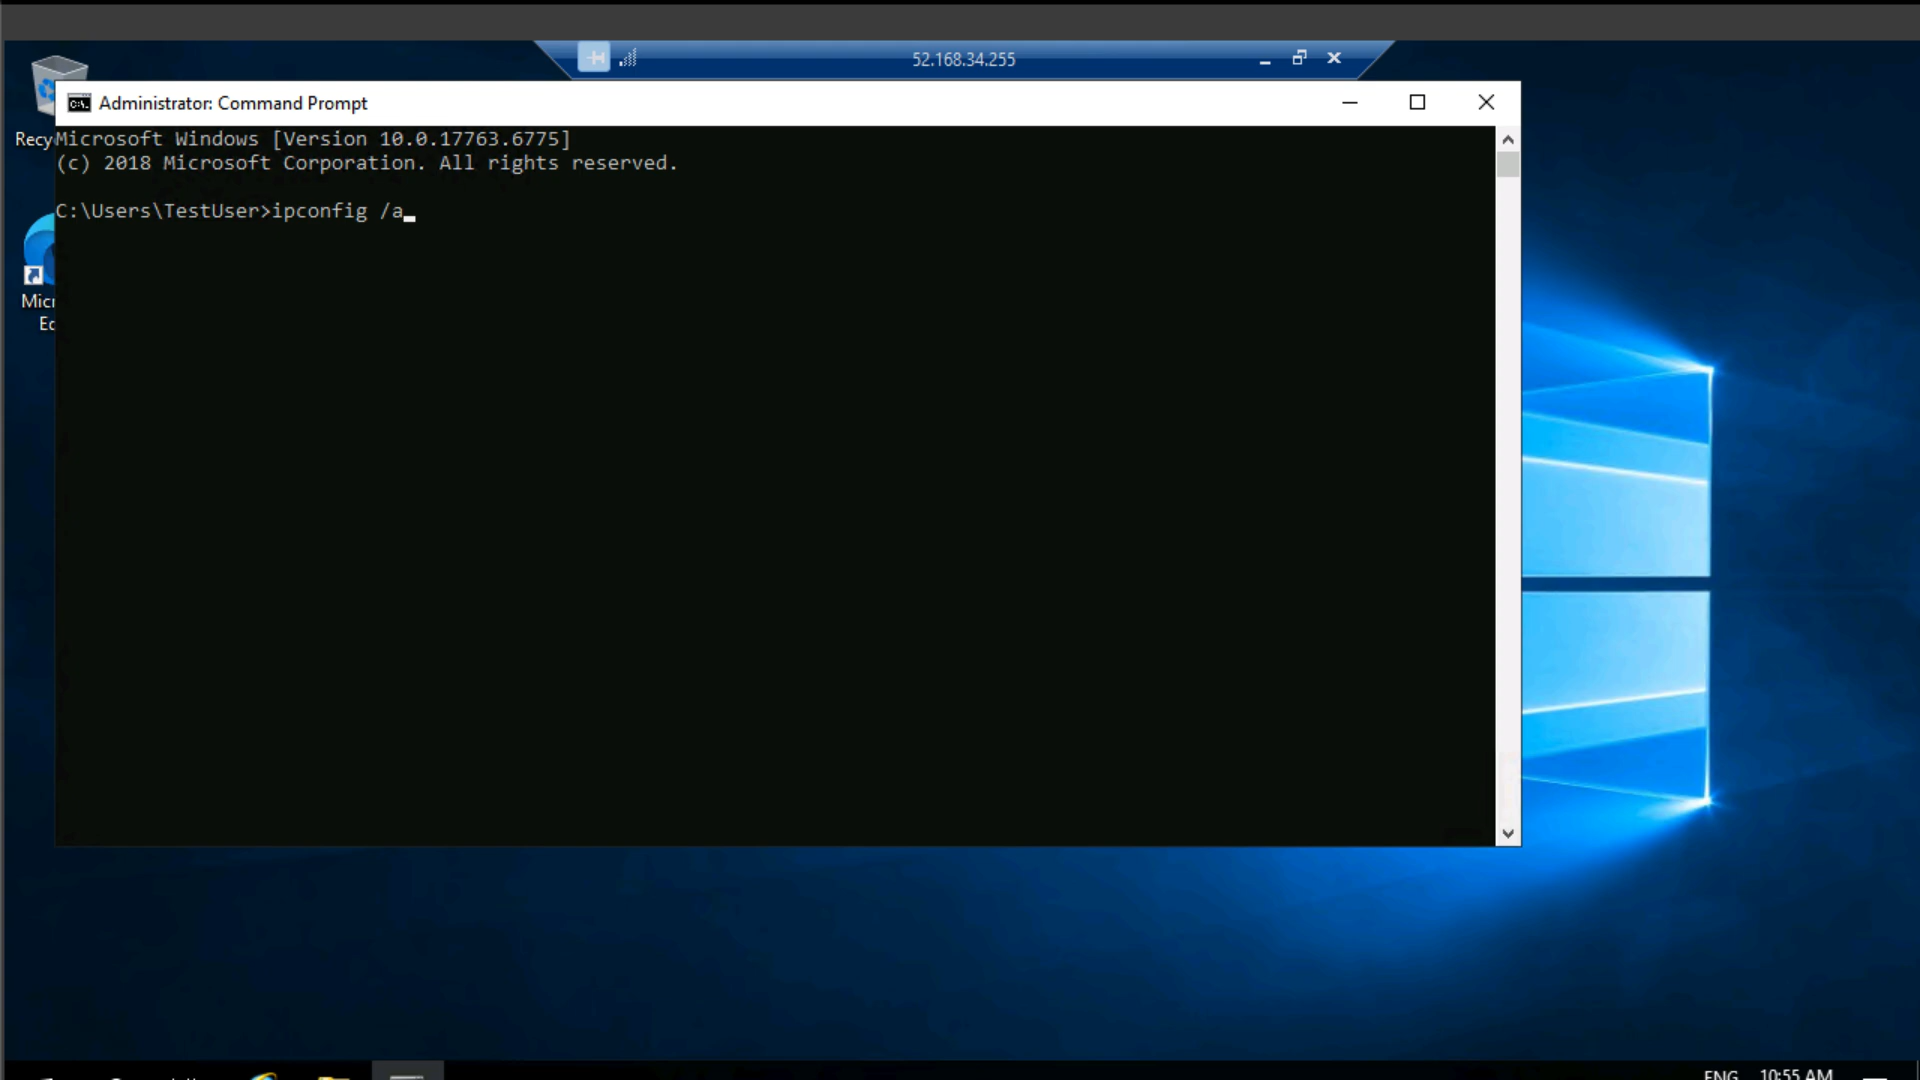 52.168.34.255
Administrator: Command Prompt
Recy
Microsoft Windows [Version 10.0.17763.6775]
(c) 2018 Microsoft Corporation. All rights reserved.
C:\Users\TestUser>ipconfig /a
Micr
Ed
ENG
10:55 AM